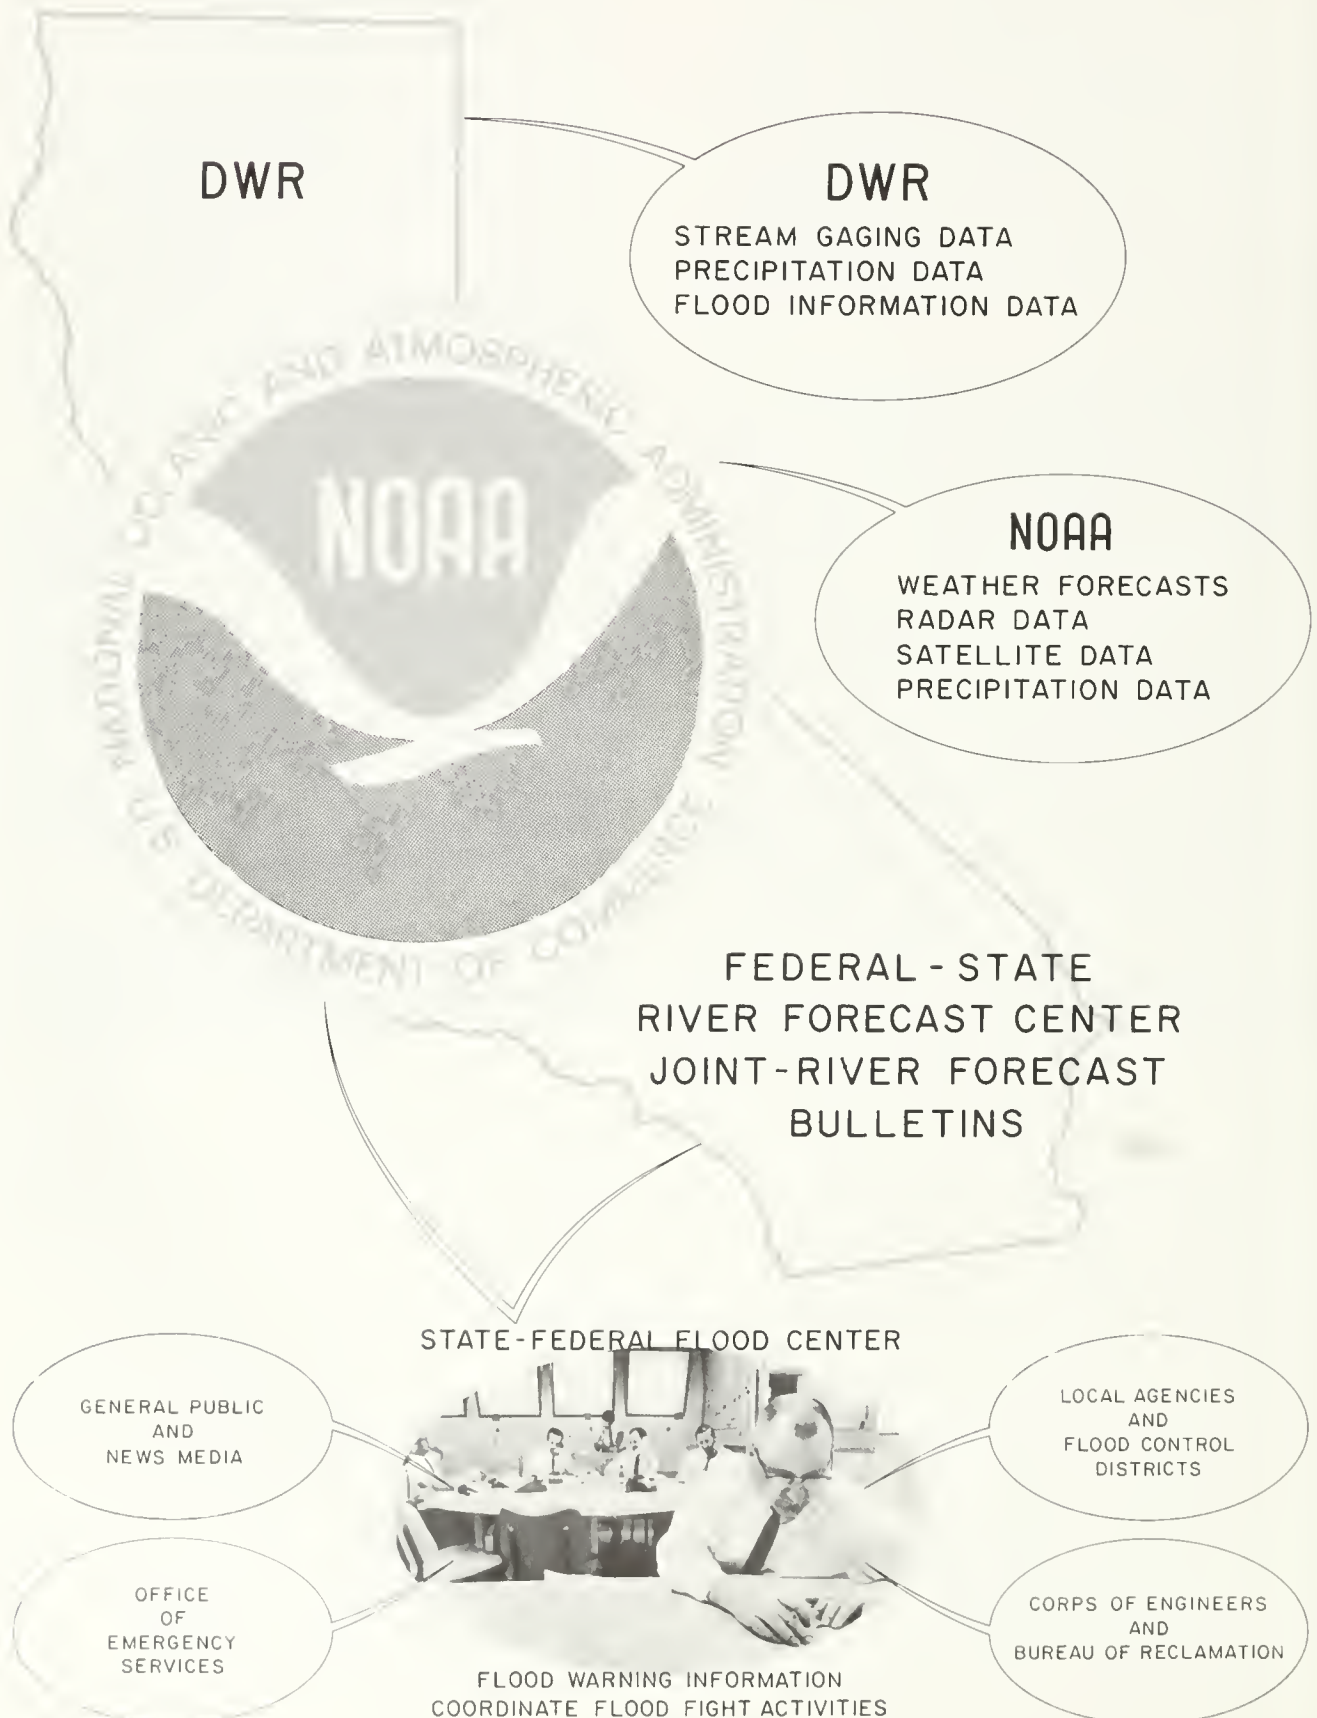 DWR
DWR
STREAM GAGING DATA
PRECIPITATION DATA
FLOOD INFORMATION DATA
NATIONAL OCEANIC AND ATMOSPHERIC ADMINISTRATION
NOAA
U.S. DEPARTMENT OF COMMERCE
NOAA
WEATHER FORECASTS
RADAR DATA
SATELLITE DATA
PRECIPITATION DATA
FEDERAL-STATE
RIVER FORECAST CENTER
JOINT-RIVER FORECAST
BULLETINS
STATE-FEDERAL FLOOD CENTER
GENERAL PUBLIC
AND
NEWS MEDIA
LOCAL AGENCIES
AND
FLOOD CONTROL
DISTRICTS
OFFICE
OF
EMERGENCY
SERVICES
CORPS OF ENGINEERS
AND
BUREAU OF RECLAMATION
FLOOD WARNING INFORMATION
COORDINATE FLOOD FIGHT ACTIVITIES